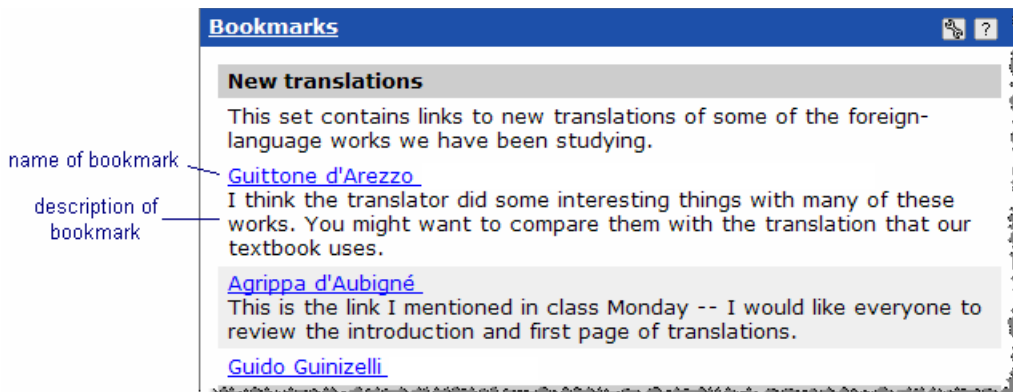 Bookmarks
?
New translations
This set contains links to new translations of some of the foreign-
language works we have been studying.
name of bookmark
Guittone d'Arezzo
description of
bookmark
I think the translator did some interesting things with many of these
works. You might want to compare them with the translation that our
textbook uses.
Agrippa d'Aubigné
This is the link I mentioned in class Monday -- I would like everyone to
review the introduction and first page of translations.
Guido Guinizelli